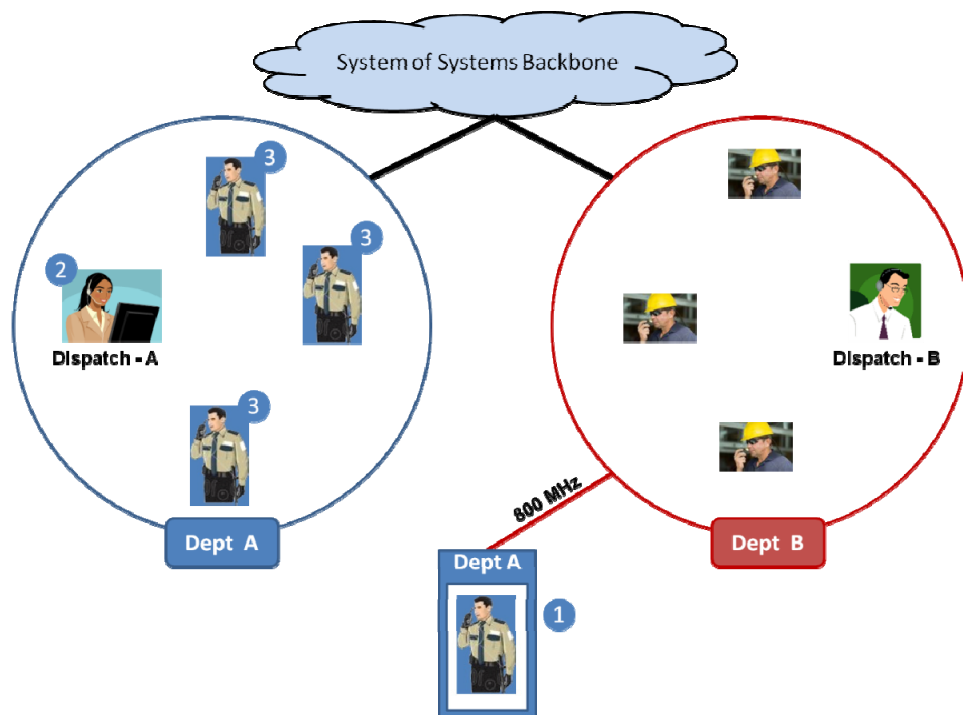 System of Systems Backbone
3
3
2
Dispatch - A
Dispatch - B
3
800 MHz
Dept A
Dept B
Dept A
1